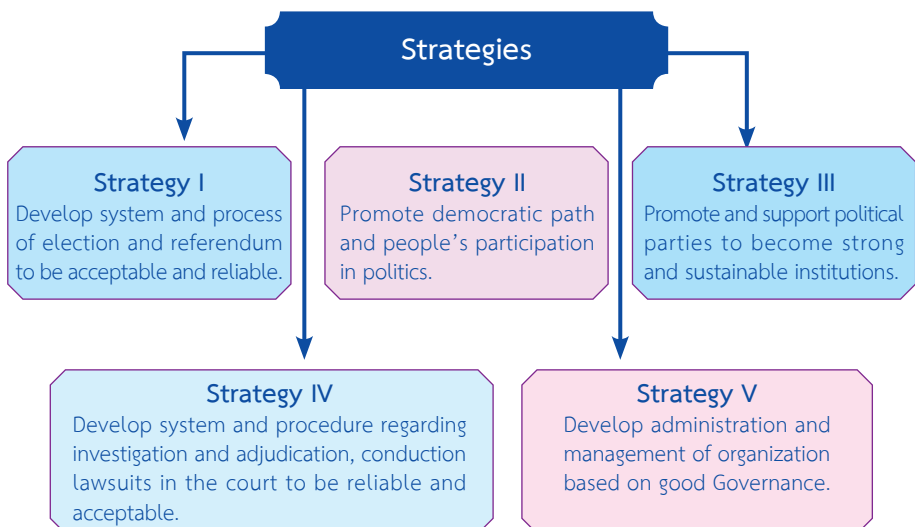 Strategies
Strategy I
Develop system and process
of election and referendum
to be acceptable and reliable.
Strategy II
Promote democratic path
and people's participation
in politics.
Strategy III
Promote and support political
parties to become strong
and sustainable institutions.
Strategy IV
Develop system and procedure regarding
investigation and adjudication, conduction
lawsuits in the court to be reliable and
acceptable.
Strategy V
Develop administration and
management of organization
based on good Governance.